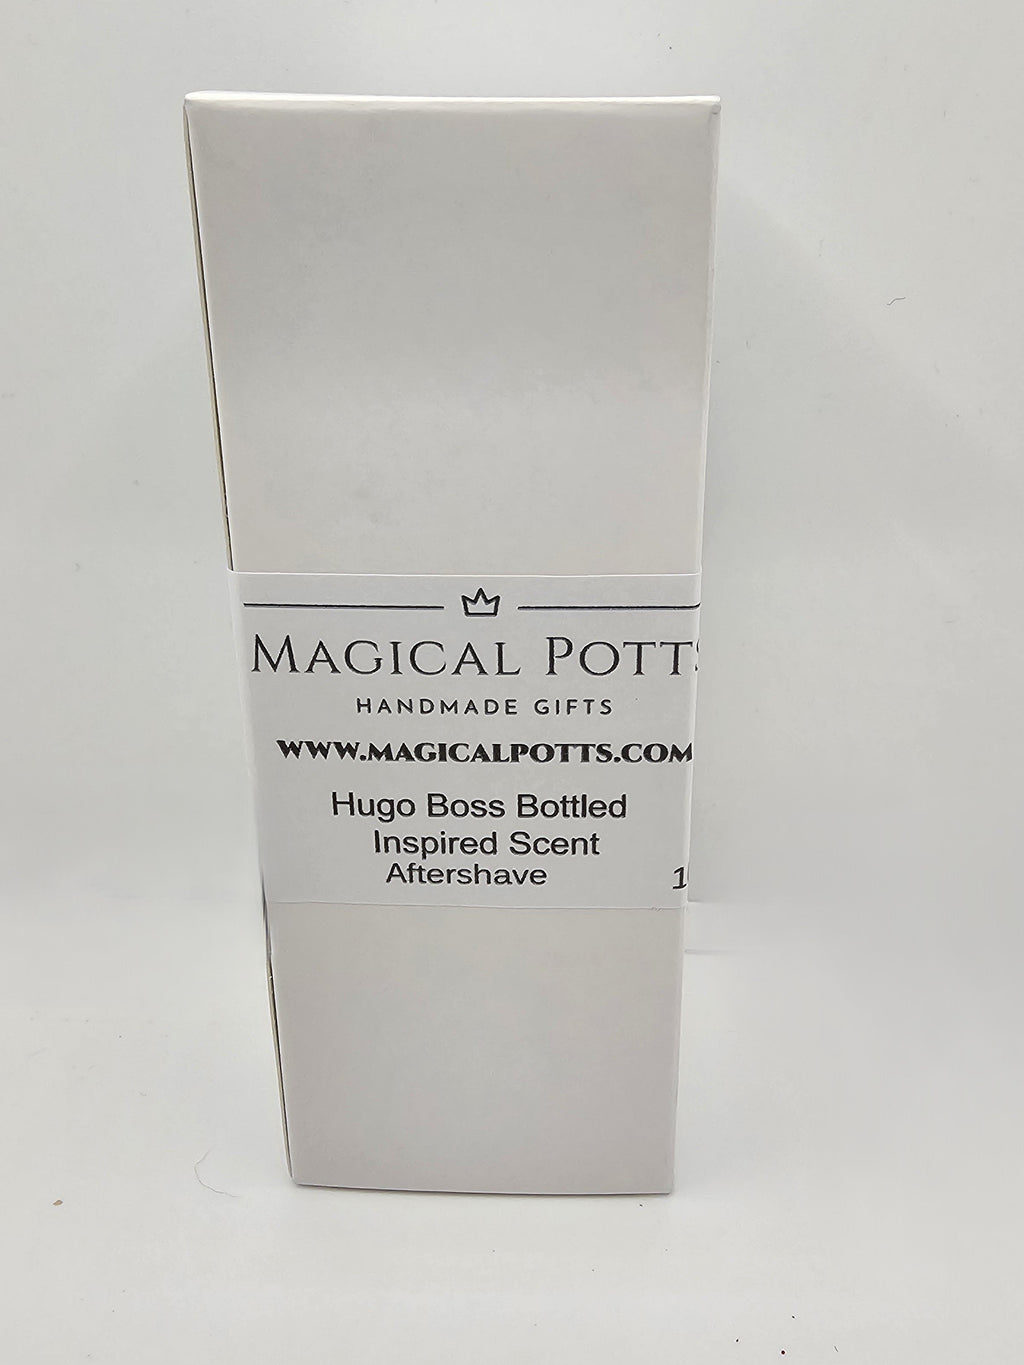 MAGICAL POTTS
HANDMADE GIFTS
WWW.MAGICALPOTTS.COM
Hugo Boss Bottled
Inspired Scent
Aftershave